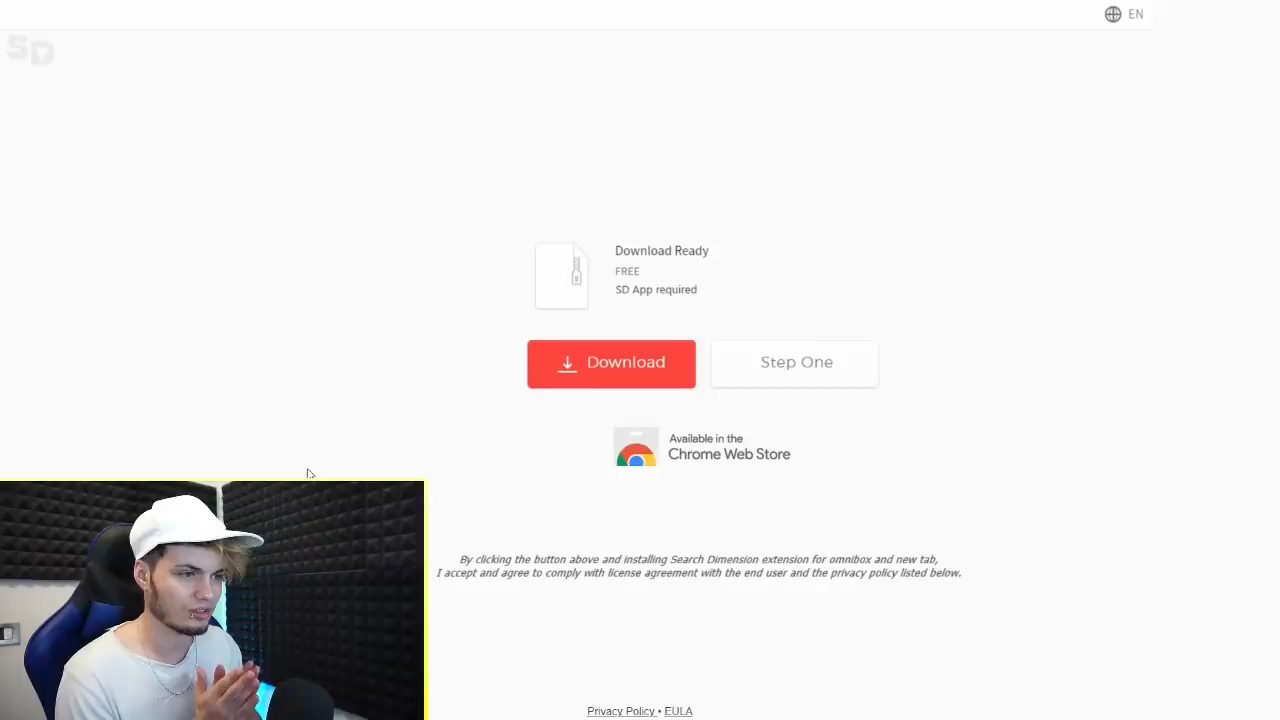 EN
SD
Download Ready
FREE
SD App required
Download
Step One
Available in the
Chrome Web Store
By clicking the button above and installing Search Dimension extension for omnibox and new tab,
I accept and agree to comply with license agreement with the end user and the privacy policy listed below.
Privacy Policy • EULA